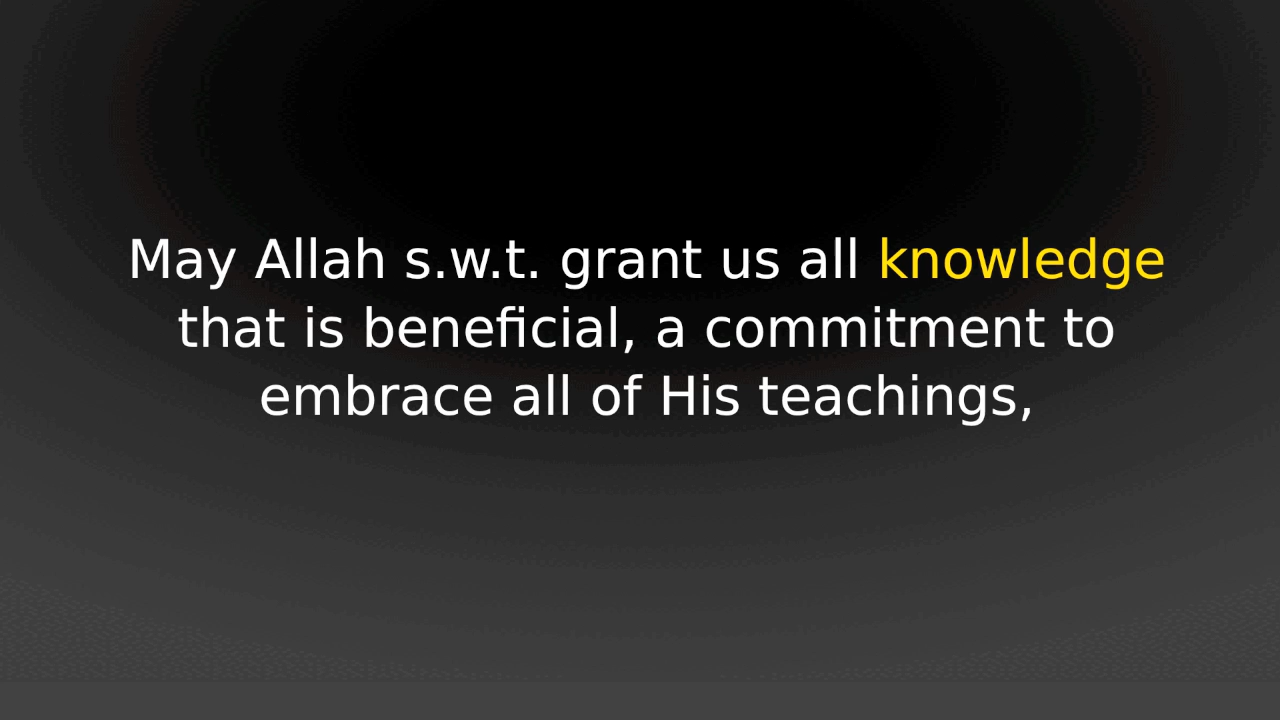 May Allah s.w.t. grant us all knowledge
that is beneficial, a commitment to
embrace all of His teachings,